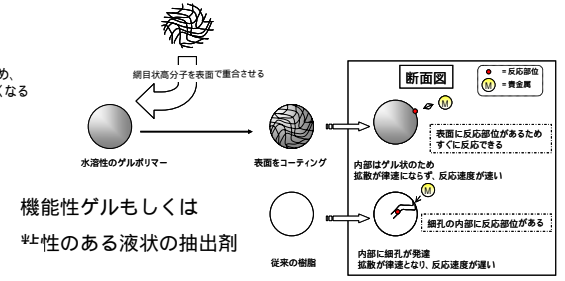 め、
くなる
網目状高分子を表面で重合させる
水溶性のゲルポリマー
表面をコーティング
断面図
= 反応部位
M = 貴金属
M
表面に反応部位があるため
すぐに反応できる
内部はゲル状のため
拡散が律速にならず、反応速度が速い
M
細孔の内部に反応部位がある
内部に細孔が発達
拡散が律速となり、反応速度が遅い
従来の樹脂
機能性ゲルもしくは
性のある液状の抽出剤